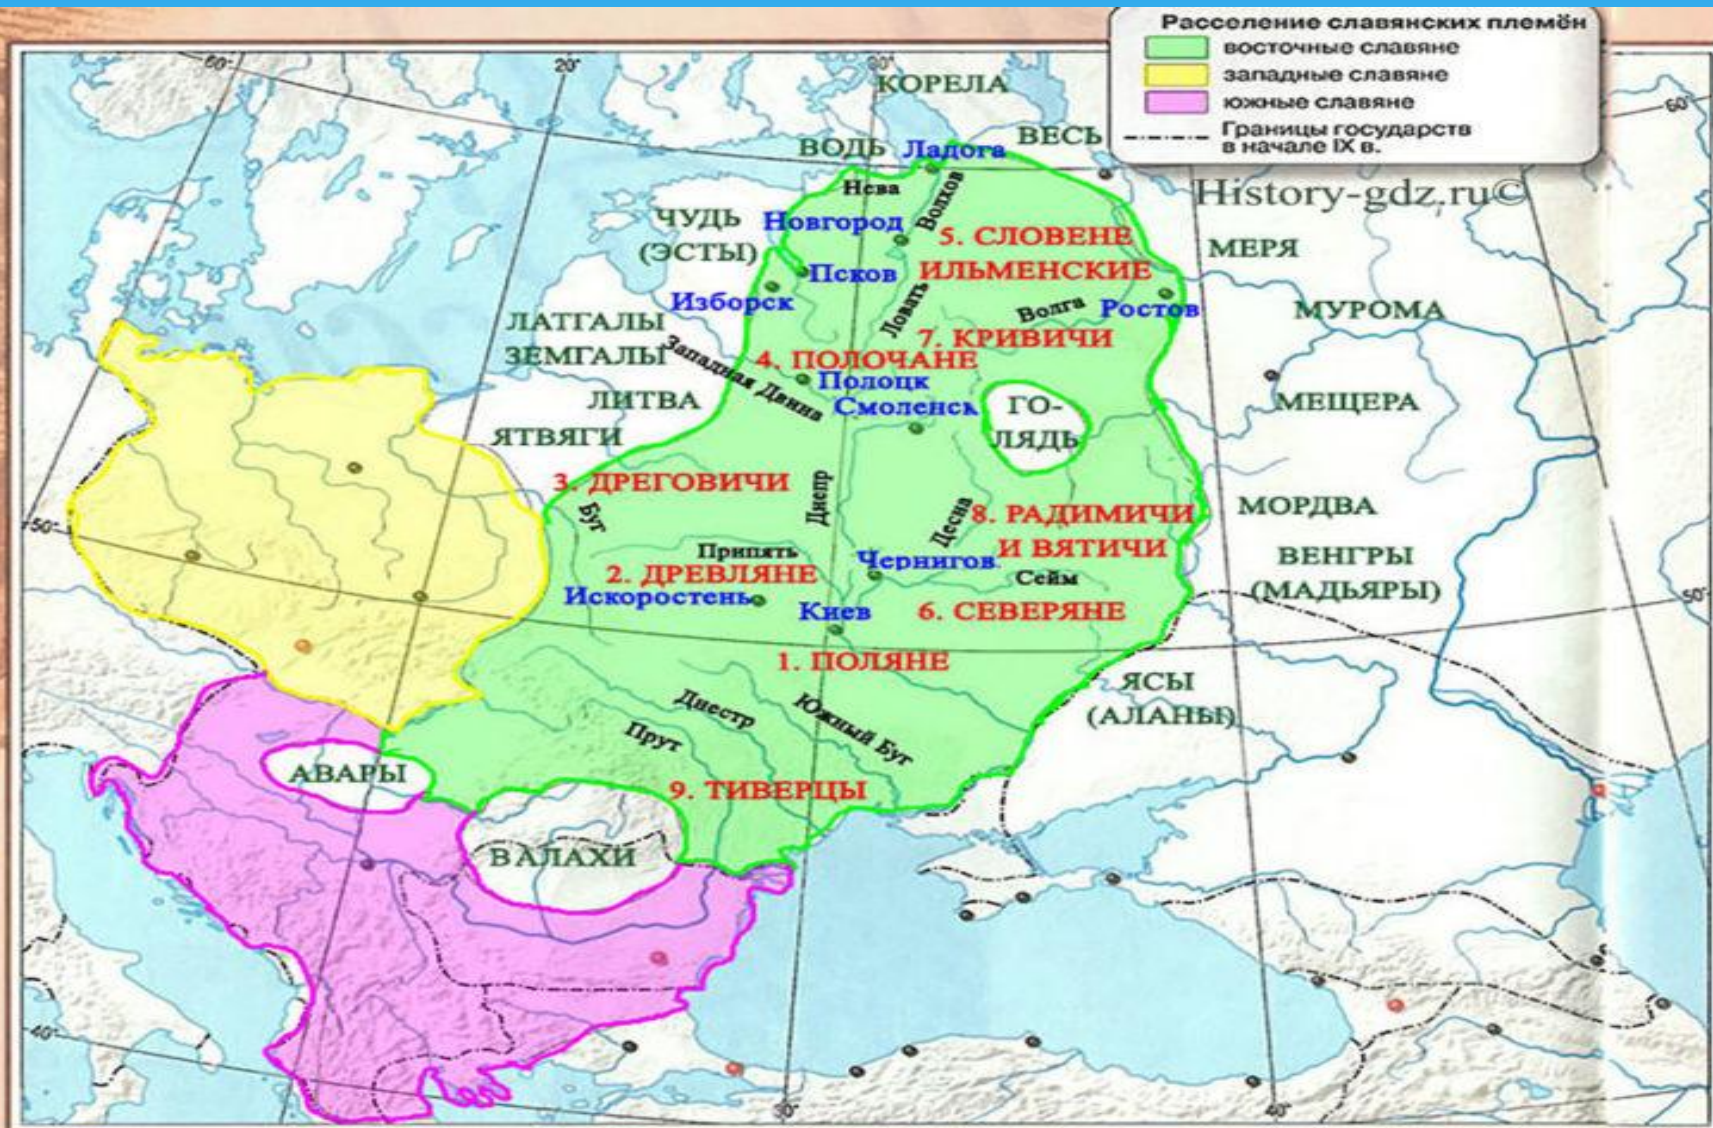 Расселение славянских племён
восточные славяне
западные славяне
южные славяне
Границы государств
в начале IX в.
60°
20°
30°
60°
КОРЕЛА
ВЕСЬ
ВОДЬ
Ладога
Нева
Волхов
History-gdz.ru©
ЧУДЬ
(ЭСТЫ)
Новгород
5. СЛОВЕНЕ
ИЛЬМЕНСКИЕ
МЕРЯ
Псков
Изборск
Ловать
Волга
Ростов
МУРОМА
ЛАТГАЛЫ
ЗЕМГАЛЫ
Западная Двина
7. КРИВИЧИ
4. ПОЛОЧАНЕ
Полоцк
Смоленск
ГО-
ЛЯДЬ
ЛИТВА
МЕЩЕРА
ЯТВЯГИ
3. ДРЕГОВИЧИ
Буг
Днепр
Десна
8. РАДИМИЧИ
И ВЯТИЧИ
МОРДВА
50°
Припять
Чернигов
ВЕНГРЫ
(МАДЬЯРЫ)
2. ДРЕВЛЯНЕ
Сейм
Искоростень
Киев
6. СЕВЕРЯНЕ
50°
1. ПОЛЯНЕ
ЯСЫ
(АЛАНЫ)
Днестр
Южный Буг
Прут
АВАРЫ
9. ТИВЕРЦЫ
ВАЛАХИ
40°
30°
40°